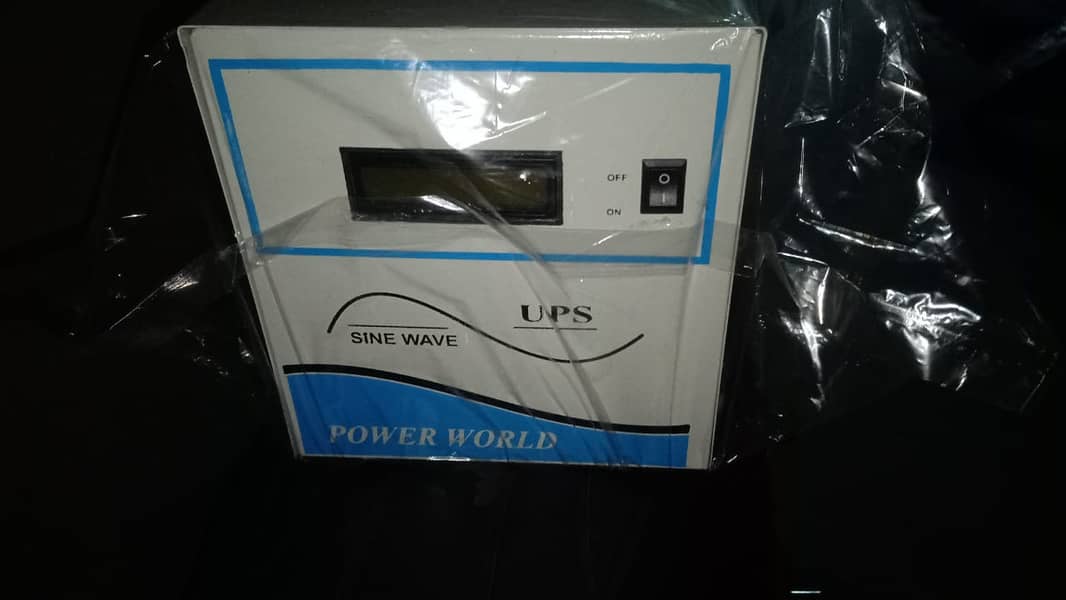 OFF
ON
UPS
SINE WAVE
POWER WORLD